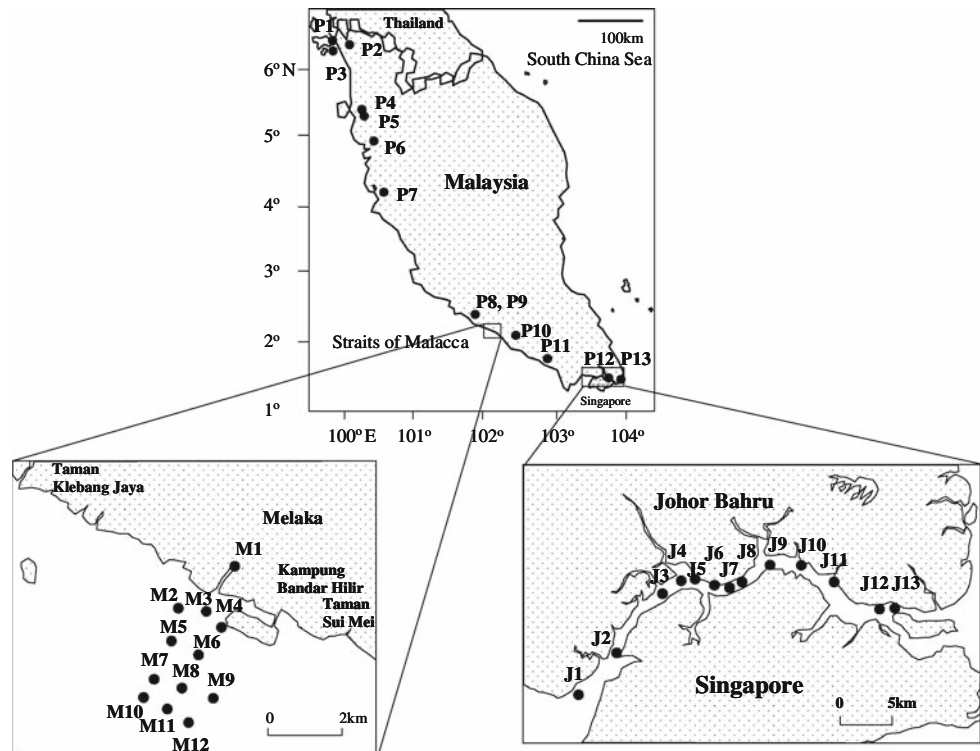 Thailand
100km
South China Sea
P1
P2
P3
6°N
P4
P5
5°
P6
Malaysia
P7
4°
3°
P8, P9
P10
Straits of Malacca
2°
P11
P12 P13
Singapore
1°
100°E 101° 102° 103° 104°
Taman
Klebang Jaya
Melaka
M1
Kampung
Bandar Hilir
Taman
Sui Mei
M2
M3
M4
M5
M6
M7
M8
M9
M10
M11
M12
0 2km
Johor Bahru
J1
J2
J3
J4
J5
J6
J7
J8
J9
J10
J11
J12 J13
Singapore
0 5km